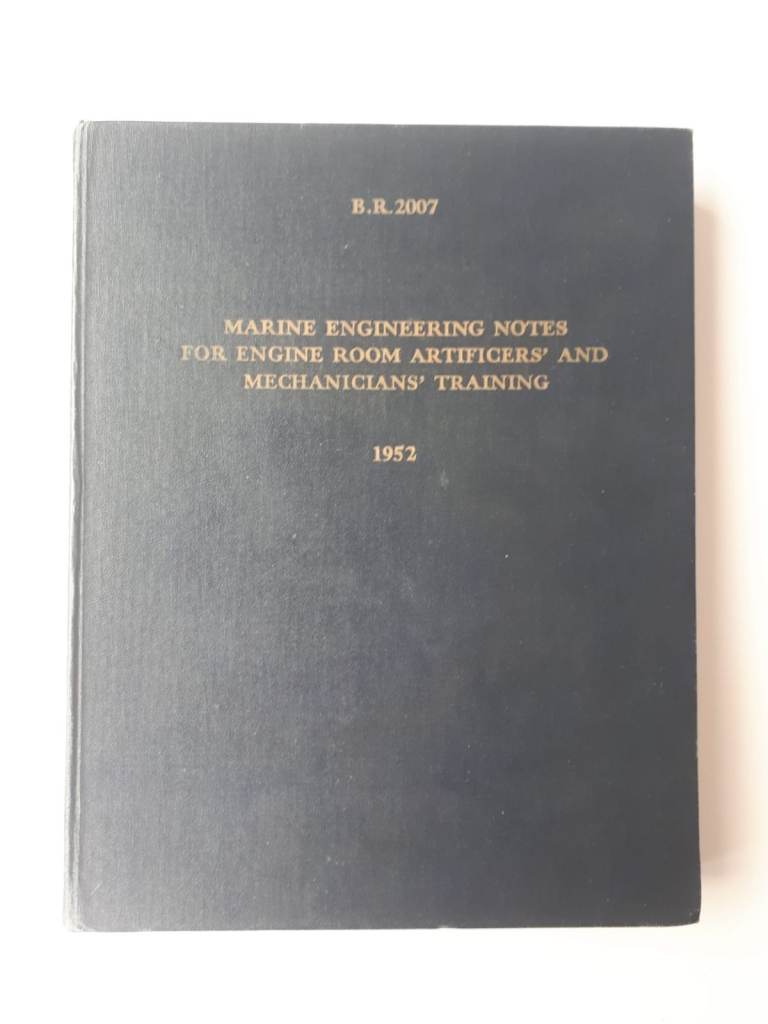 B.R.2007
MARINE ENGINEERING NOTES
FOR ENGINE ROOM ARTIFICERS' AND
MECHANICIANS' TRAINING
1952